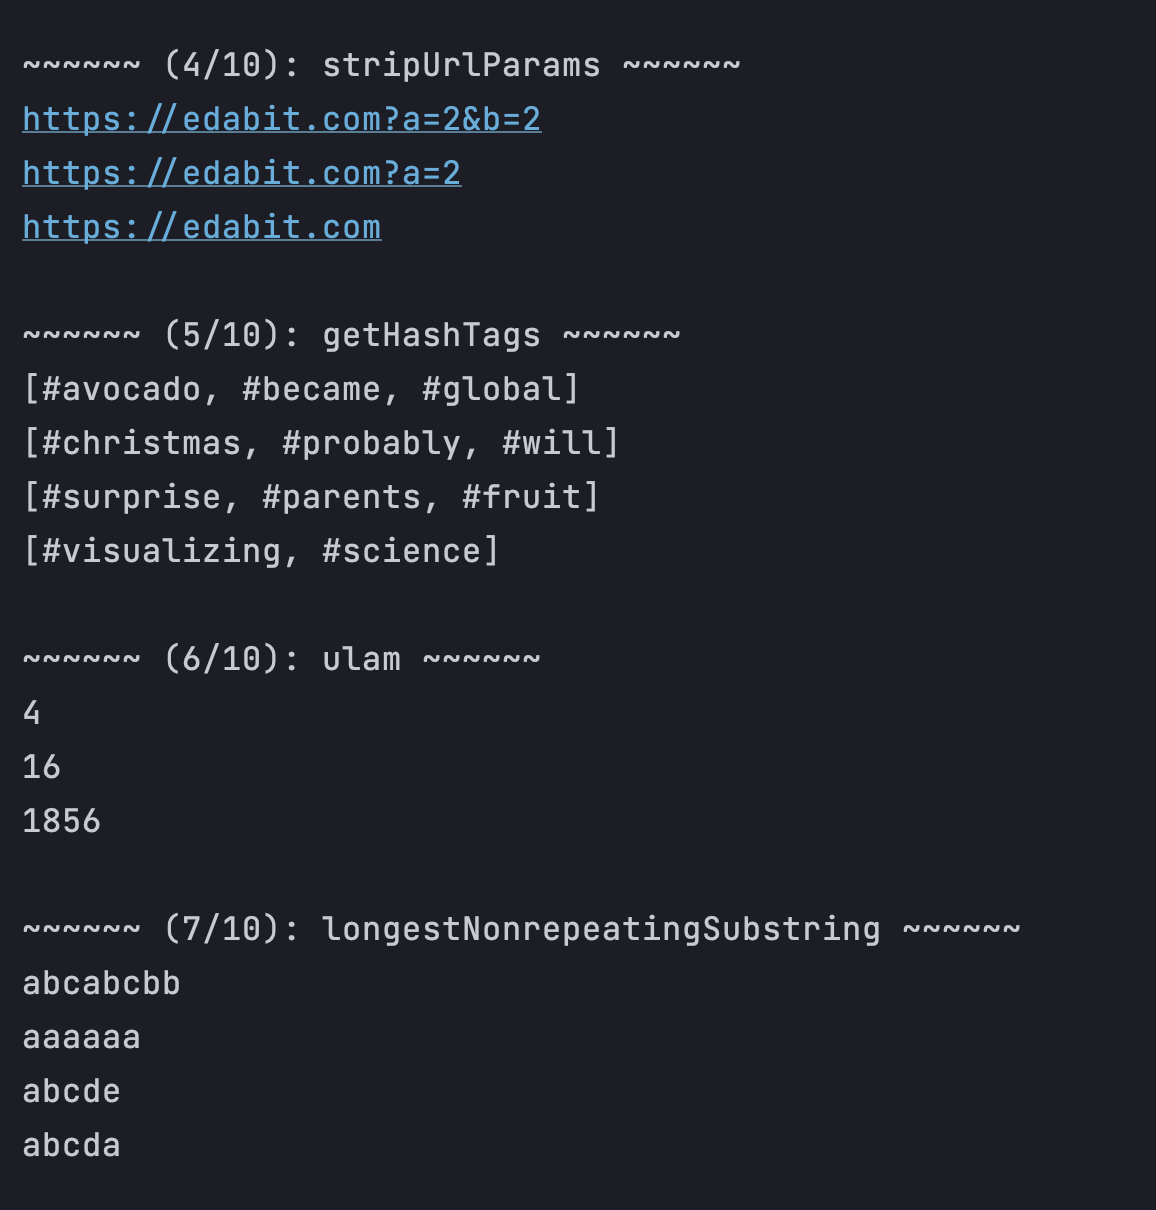 ~~~~~~ (4/10): stripUrlParams ~~~~~~
https://edabit.com?a=2&b=2
https://edabit.com?a=2
https://edabit.com
~~~~~~ (5/10): getHashTags ~~~~~~
[#avocado, #became, #global]
[#christmas, #probably, #will]
[#surprise, #parents, #fruit]
[#visualizing, #science]
~~~~~~ (6/10): ulam ~~~~~~
4
16
1856
~~~~~~ (7/10): longestNonrepeatingSubstring ~~~~~~
abcabcbb
aaaaaa
abcde
abcda